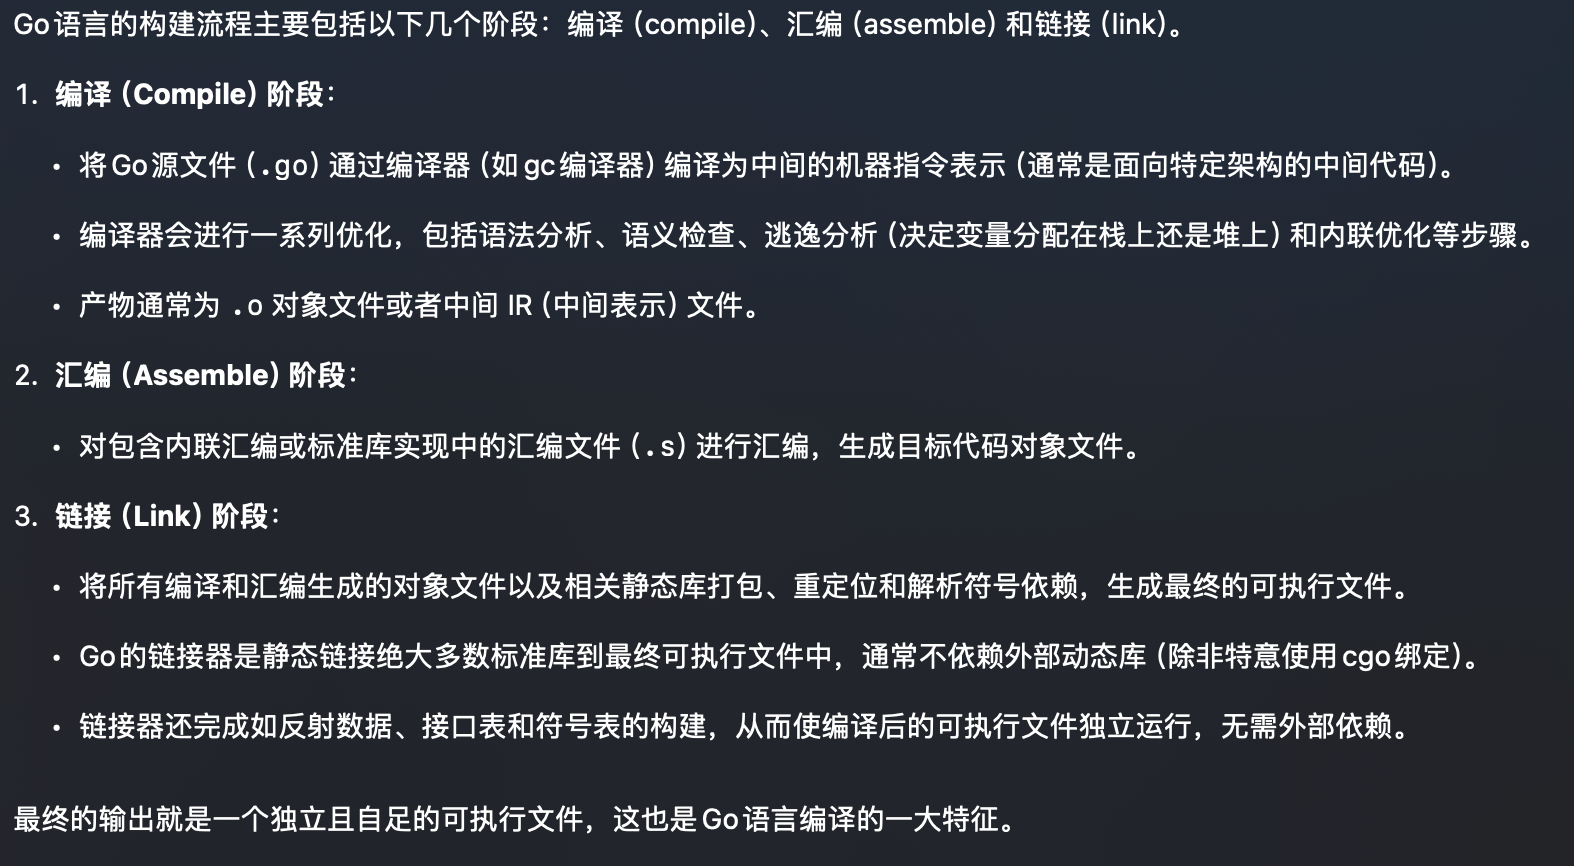 Go语言的构建流程主要包括以下几个阶段：编译（compile）、汇编（assemble）和链接（link）。
1. 编译（Compile）阶段：
• 将Go源文件（.go）通过编译器（如gc编译器）编译为中间的机器指令表示（通常是面向特定架构的中间代码）。
• 编译器会进行一系列优化，包括语法分析、语义检查、逃逸分析（决定变量分配在栈上还是堆上）和内联优化等步骤。
• 产物通常为 .o 对象文件或者中间 IR（中间表示）文件。
2. 汇编（Assemble）阶段：
• 对包含内联汇编或标准库实现中的汇编文件（.s）进行汇编，生成目标代码对象文件。
3. 链接（Link）阶段：
• 将所有编译和汇编生成的对象文件以及相关静态库打包、重定位和解析符号依赖，生成最终的可执行文件。
• Go的链接器是静态链接绝大多数标准库到最终可执行文件中，通常不依赖外部动态库（除非特意使用cgo绑定）。
• 链接器还完成如反射数据、接口表和符号表的构建，从而使编译后的可执行文件独立运行，无需外部依赖。
最终的输出就是一个独立且自足的可执行文件，这也是Go语言编译的一大特征。